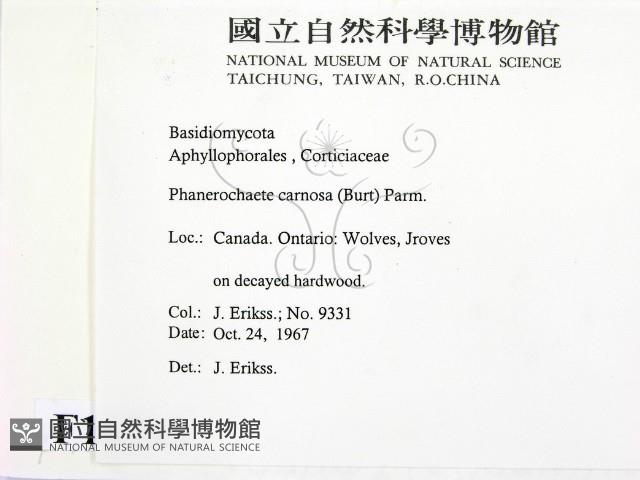 國立自然科學博物館
NATIONAL MUSEUM OF NATURAL SCIENCE
TAICHUNG, TAIWAN, R.O.CHINA
Basidiomycota
Aphyllophorales , Corticiaceae
Phanerochaete carnosa (Burt) Parm.
Loc.: Canada. Ontario: Wolves, Jroves
on decayed hardwood.
Col.: J. Erikss.; No. 9331
Date: Oct. 24, 1967
Det.: J. Erikss.
F1
國立自然科學博物館
NATIONAL MUSEUM OF NATURAL SCIENCE